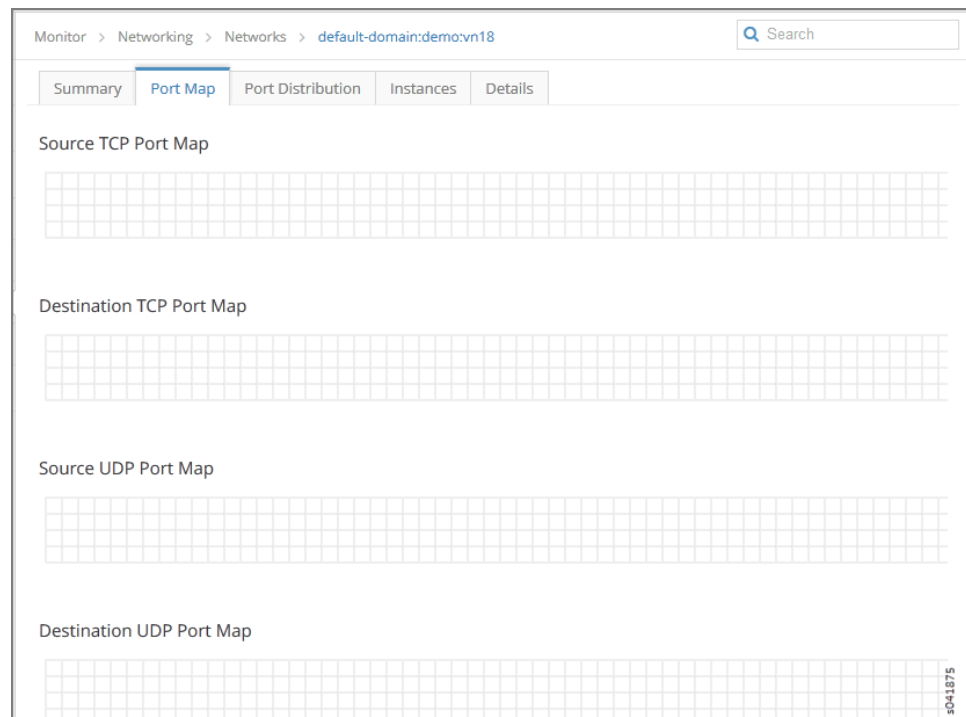 Monitor > Networking > Networks > default-domain:demo:vn18
Search
Summary Port Map Port Distribution Instances Details
Source TCP Port Map
Destination TCP Port Map
Source UDP Port Map
Destination UDP Port Map
s041875